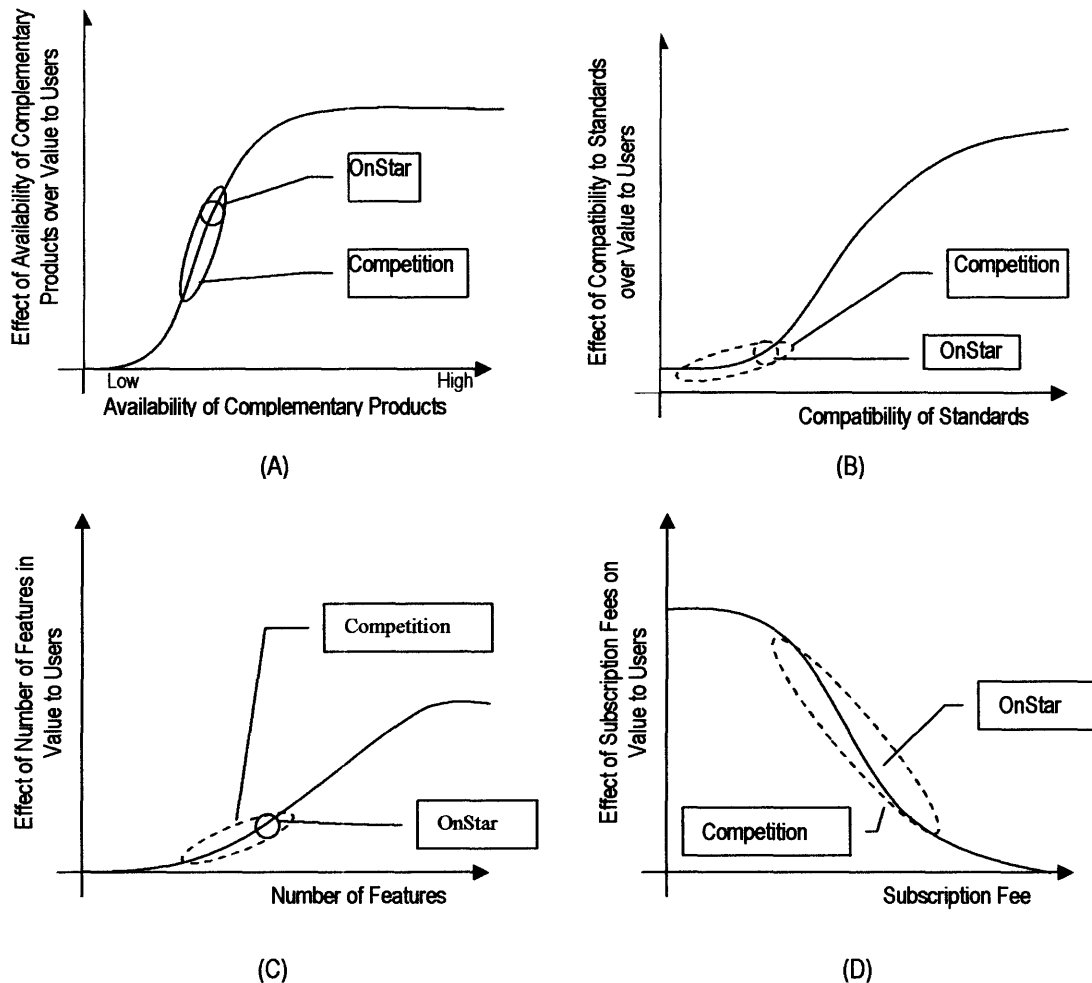 Effect of Availability of Complementary
Products over Value to Users
OnStar
Competition
Low
High
Availability of Complementary Products
(A)
Effect of Compatibility to Standards
over Value to Users
Competition
OnStar
Compatibility of Standards
(B)
Effect of Number of Features in
Value to Users
Competition
OnStar
Number of Features
(C)
Effect of Subscription Fees on
Value to Users
OnStar
Competition
Subscription Fee
(D)